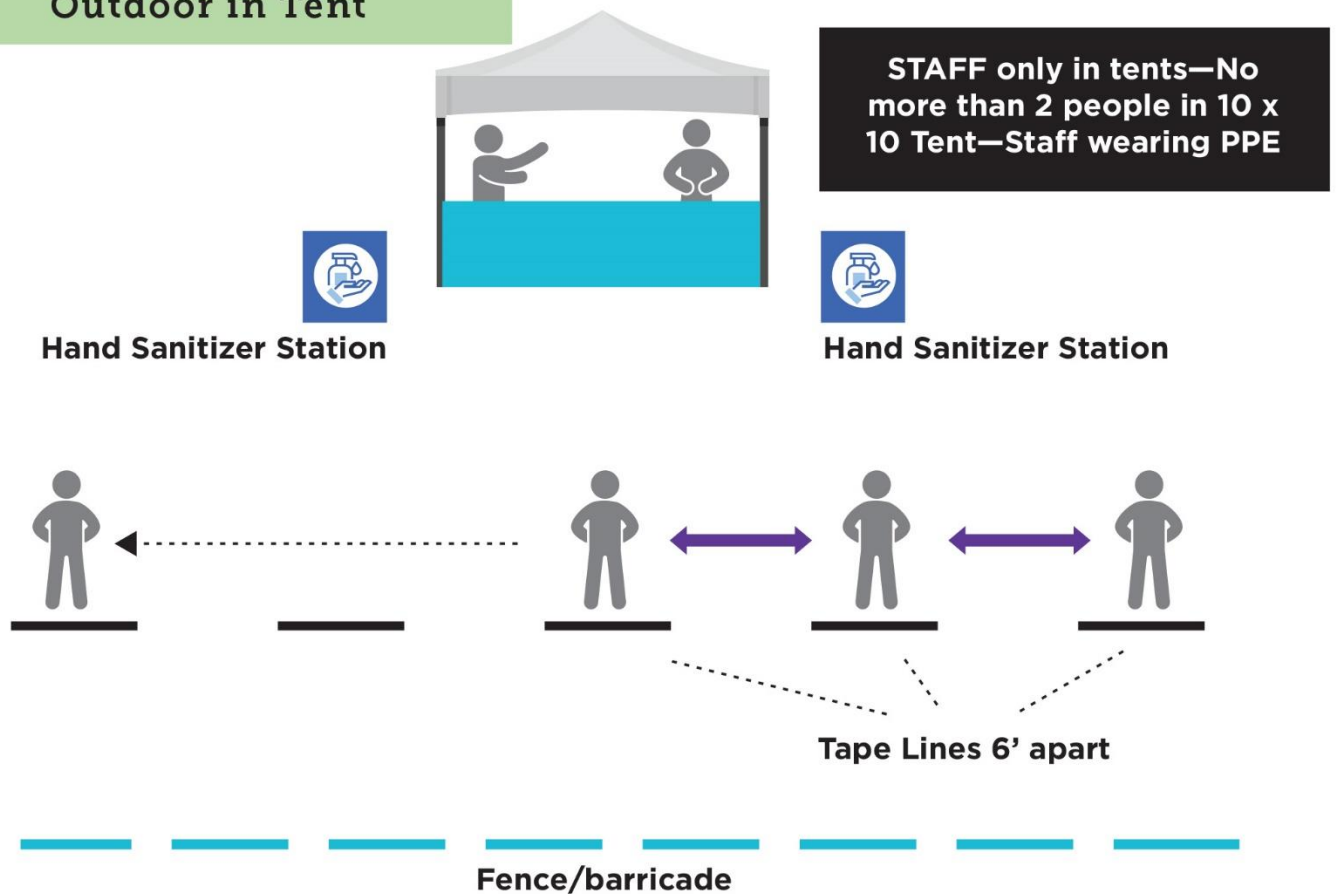 Outdoor in Tent
STAFF only in tents—No
more than 2 people in 10 x
10 Tent—Staff wearing PPE
Hand Sanitizer Station
Hand Sanitizer Station
Tape Lines 6’ apart
Fence/barricade